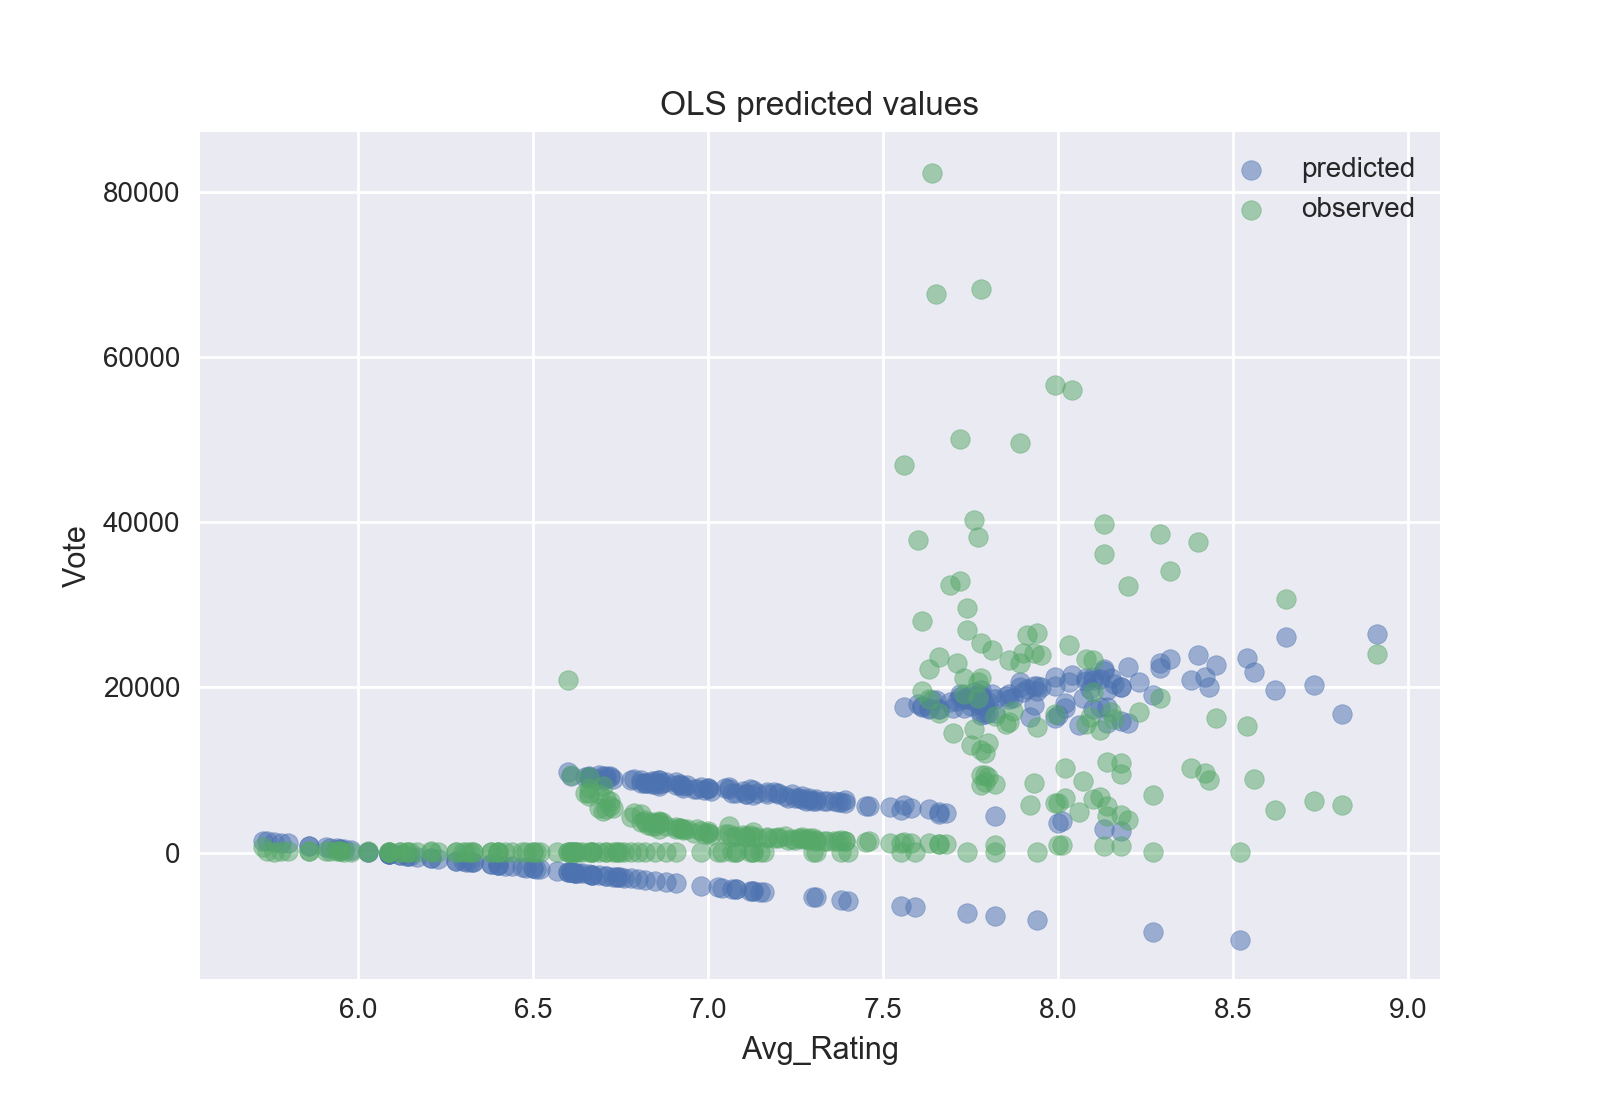 OLS predicted values
predicted
observed
80000
60000
40000
20000
0
Vote
6.0 6.5 7.0 7.5 8.0 8.5 9.0
Avg_Rating